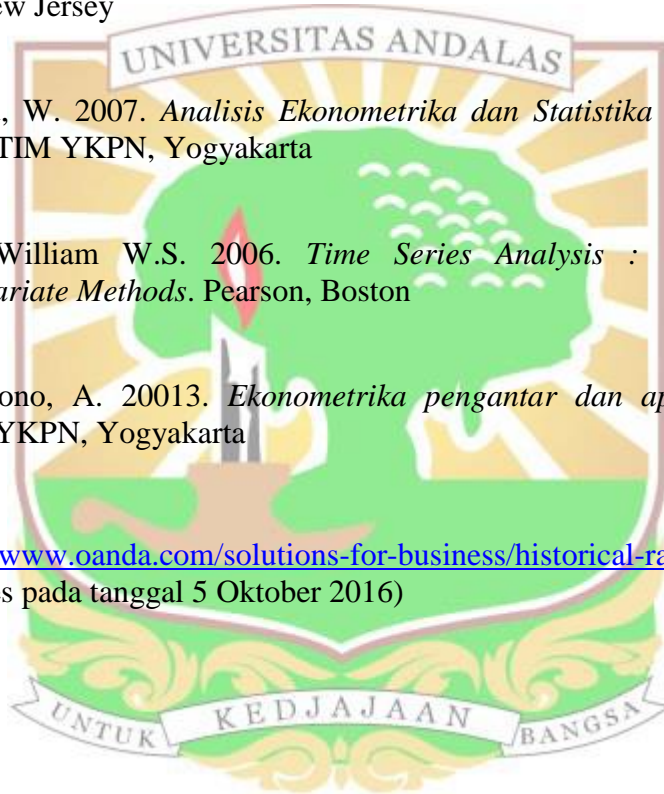 ew Jersey
UNIVERSITAS ANDALAS
, W. 2007. Analisis Ekonometrika dan Statistika
TIM YKPN, Yogyakarta
William W.S. 2006. Time Series Analysis :
ariate Methods. Pearson, Boston
ono, A. 20013. Ekonometrika pengantar dan ap
YKPN, Yogyakarta
www.oanda.com/solutions-for-business/historical-ra
es pada tanggal 5 Oktober 2016)
UNTUK KEDJAJAAN BANGSA